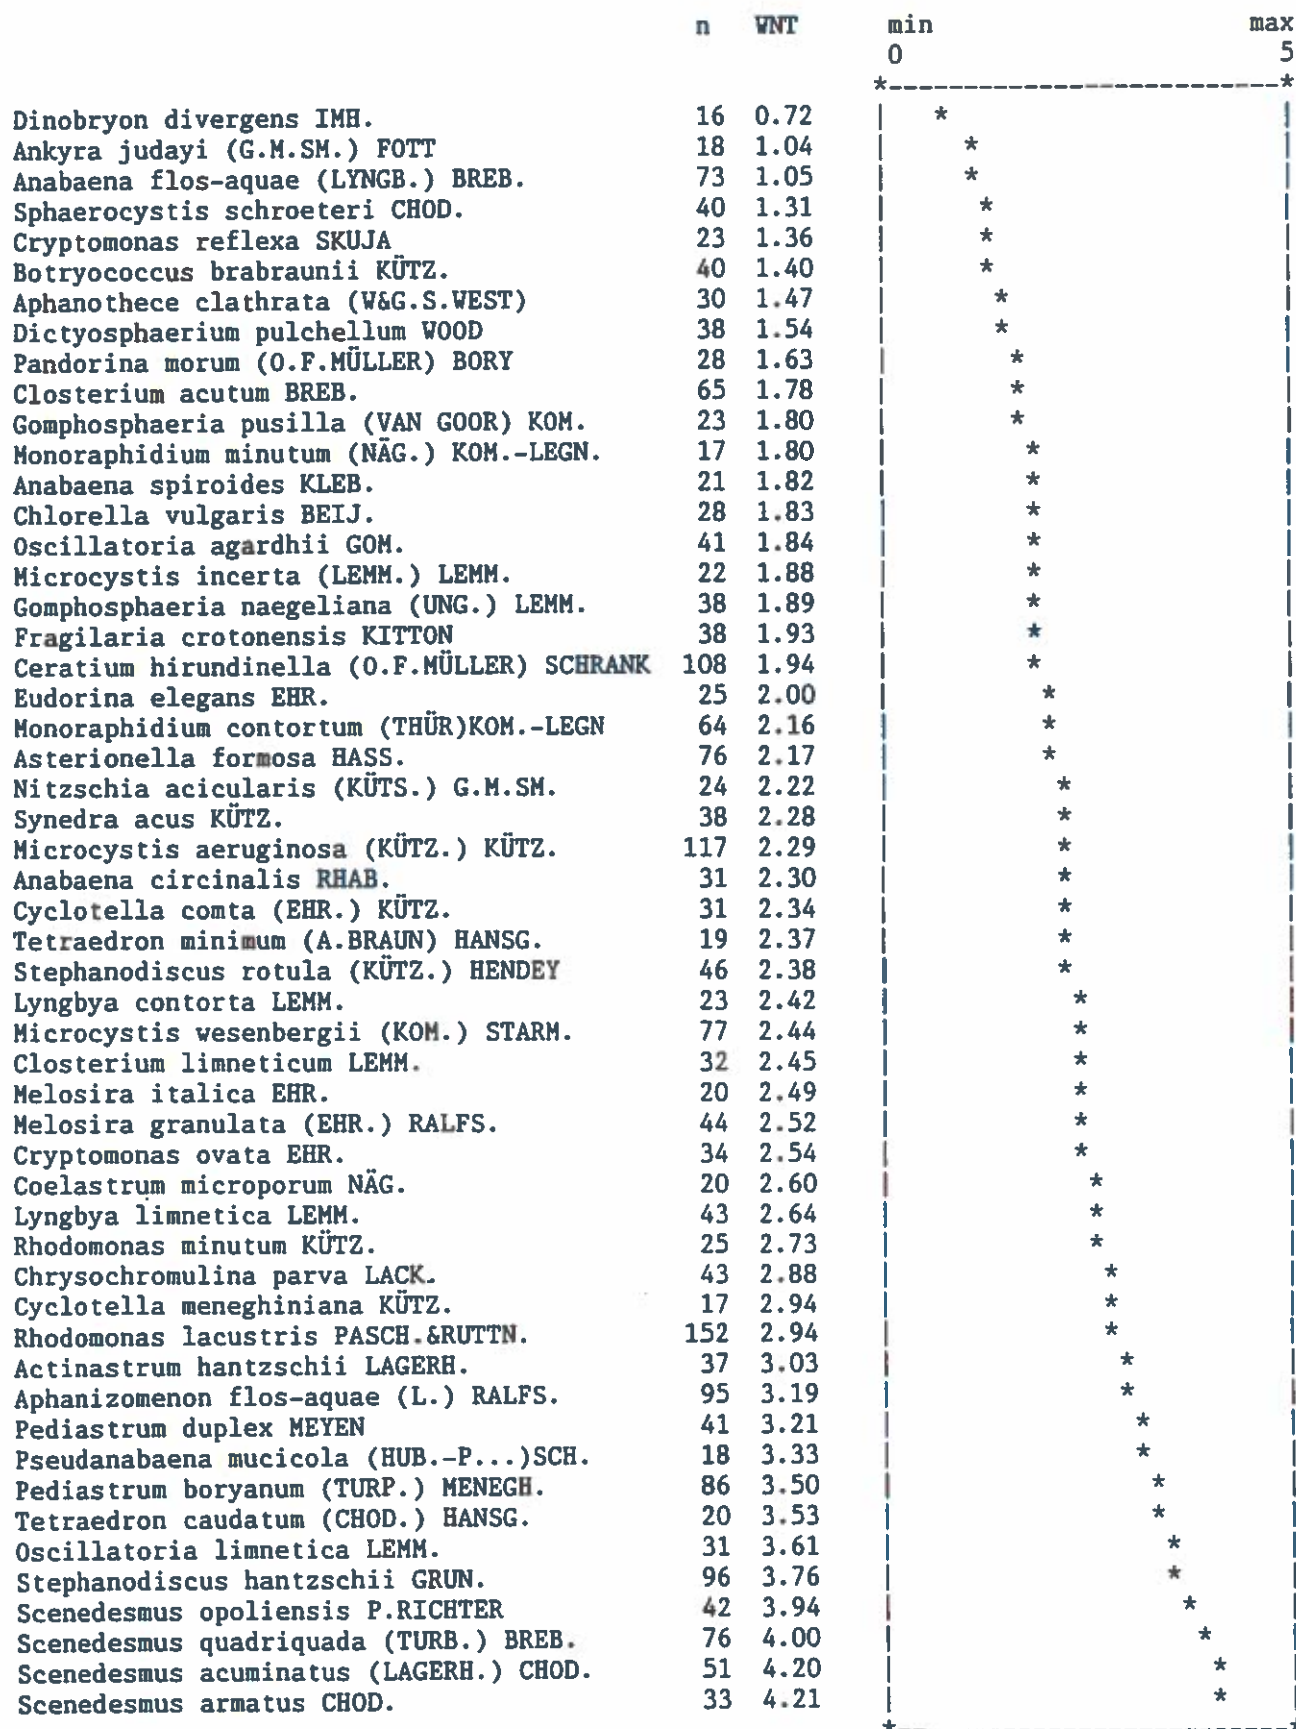 n WNT min max
0 5
*---------------------------*
Dinobryon divergens IMH. 16 0.72 | * |
Ankyra judayi (G.M.SM.) FOTT 18 1.04 | * |
Anabaena flos-aquae (LYNGB.) BREB. 73 1.05 | * |
Sphaerocystis schroeteri CHOD. 40 1.31 | * |
Cryptomonas reflexa SKUJA 23 1.36 | * |
Botryococcus brabraunii KÜTZ. 40 1.40 | * |
Aphanothece clathrata (W&G.S.WEST) 30 1.47 | * |
Dictyosphaerium pulchellum WOOD 38 1.54 | * |
Pandorina morum (O.F.MÜLLER) BORY 28 1.63 | * |
Closterium acutum BREB. 65 1.78 | * |
Gomphosphaeria pusilla (VAN GOOR) KOM. 23 1.80 | * |
Monoraphidium minutum (NÄG.) KOM.-LEGN. 17 1.80 | * |
Anabaena spiroides KLEB. 21 1.82 | * |
Chlorella vulgaris BEIJ. 28 1.83 | * |
Oscillatoria agardhii GOM. 41 1.84 | * |
Microcystis incerta (LEMM.) LEMM. 22 1.88 | * |
Gomphosphaeria naegeliana (UNG.) LEMM. 38 1.89 | * |
Fragilaria crotonensis KITTON 38 1.93 | * |
Ceratium hirundinella (O.F.MÜLLER) SCHRANK 108 1.94 | * |
Eudorina elegans EHR. 25 2.00 | * |
Monoraphidium contortum (THÜR)KOM.-LEGN 64 2.16 | * |
Asterionella formosa HASS. 76 2.17 | * |
Nitzschia acicularis (KÜTS.) G.M.SM. 24 2.22 | * |
Synedra acus KÜTZ. 38 2.28 | * |
Microcystis aeruginosa (KÜTZ.) KÜTZ. 117 2.29 | * |
Anabaena circinalis RHAB. 31 2.30 | * |
Cyclotella comta (EHR.) KÜTZ. 31 2.34 | * |
Tetraedron minimum (A.BRAUN) HANSG. 19 2.37 | * |
Stephanodiscus rotula (KÜTZ.) HENDEY 46 2.38 | * |
Lyngbya contorta LEMM. 23 2.42 | * |
Microcystis wesenbergii (KOM.) STARM. 77 2.44 | * |
Closterium limneticum LEMM. 32 2.45 | * |
Melosira italica EHR. 20 2.49 | * |
Melosira granulata (EHR.) RALFS. 44 2.52 | * |
Cryptomonas ovata EHR. 34 2.54 | * |
Coelastrum microporum NÄG. 20 2.60 | * |
Lyngbya limnetica LEMM. 43 2.64 | * |
Rhodomonas minutum KÜTZ. 25 2.73 | * |
Chrysochromulina parva LACK. 43 2.88 | * |
Cyclotella meneghiniana KÜTZ. 17 2.94 | * |
Rhodomonas lacustris PASCH.&RUTTN. 152 2.94 | * |
Actinastrum hantzschii LAGERH. 37 3.03 | * |
Aphanizomenon flos-aquae (L.) RALFS. 95 3.19 | * |
Pediastrum duplex MEYEN 41 3.21 | * |
Pseudanabaena mucicola (HUB.-P...)SCH. 18 3.33 | * |
Pediastrum boryanum (TURP.) MENEGH. 86 3.50 | * |
Tetraedron caudatum (CHOD.) HANSG. 20 3.53 | * |
Oscillatoria limnetica LEMM. 31 3.61 | * |
Stephanodiscus hantzschii GRUN. 96 3.76 | * |
Scenedesmus opoliensis P.RICHTER 42 3.94 | * |
Scenedesmus quadriquada (TURB.) BREB. 76 4.00 | * |
Scenedesmus acuminatus (LAGERH.) CHOD. 51 4.20 | * |
Scenedesmus armatus CHOD. 33 4.21 | * |